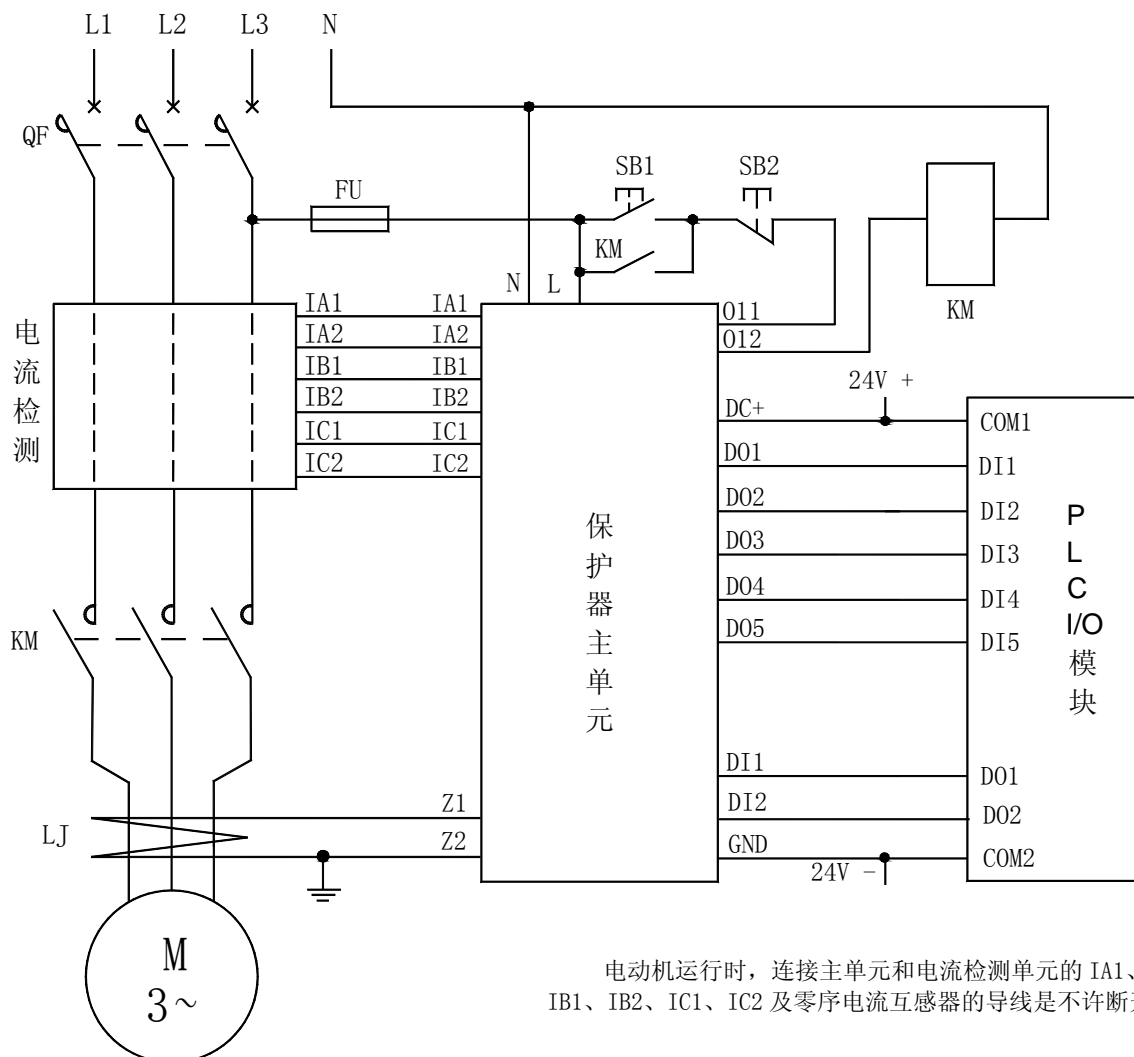 L1 L2 L3 N
QF
FU
SB1 SB2
KM
KM
N L
电流检测
IA1 IA1
IA2 IA2
IB1 IB1
IB2 IB2
IC1 IC1
IC2 IC2
保护器主单元
O11
O12
24V +
DC+ COM1
DO1 DI1
DO2 DI2
DO3 DI3
DO4 DI4
DO5 DI5
PLC I/O模块
KM
DI1 DO1
DI2 DO2
GND COM2
24V -
Z1
Z2
LJ
M
3~
电动机运行时，连接主单元和电流检测单元的 IA1、
IB1、IB2、IC1、IC2 及零序电流互感器的导线是不许断